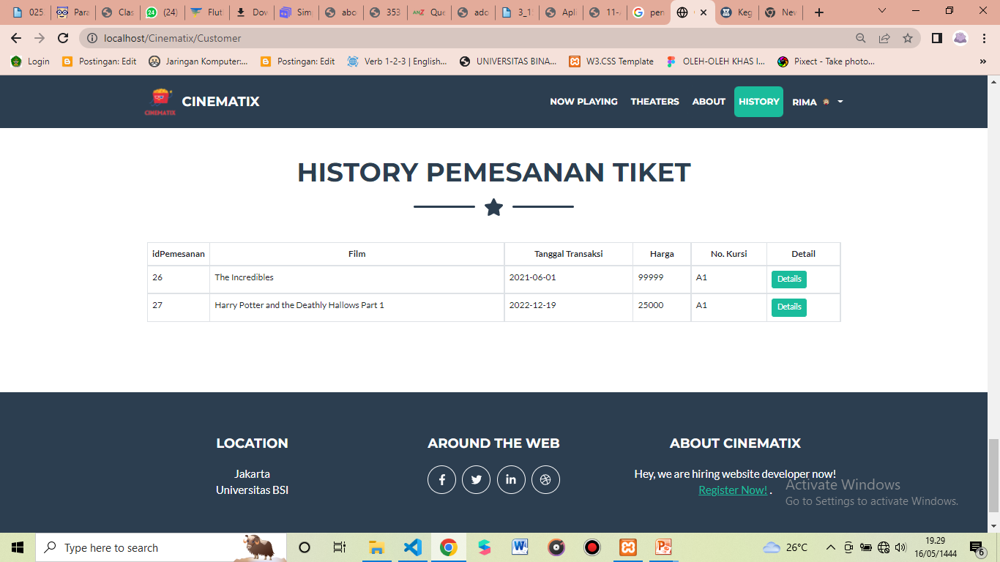 025
Para
Clas
(24)
Flut
Dow
Sim
abo
353
Que
ado
3_1
Apli
11-
pen
Keg
New
localhost/Cinematix/Customer
Login
Postingan: Edit
Jaringan Komputer:...
Postingan: Edit
Verb 1-2-3 | English...
UNIVERSITAS BINA...
W3.CSS Template
OLEH-OLEH KHAS I...
Pixect - Take photo...
»
CINEMATIX
CINEMATIX
NOW PLAYING THEATERS ABOUT HISTORY RIMA
HISTORY PEMESANAN TIKET
idPemesanan Film Tanggal Transaksi Harga No. Kursi Detail
26 The Incredibles 2021-06-01 99999 A1 Details
27 Harry Potter and the Deathly Hallows Part 1 2022-12-19 25000 A1 Details
LOCATION
Jakarta
Universitas BSI
AROUND THE WEB
ABOUT CINEMATIX
Hey, we are hiring website developer now!
Register Now! .
Activate Windows
Go to Settings to activate Windows.
Type here to search
26°C
19.29
16/05/1444
6